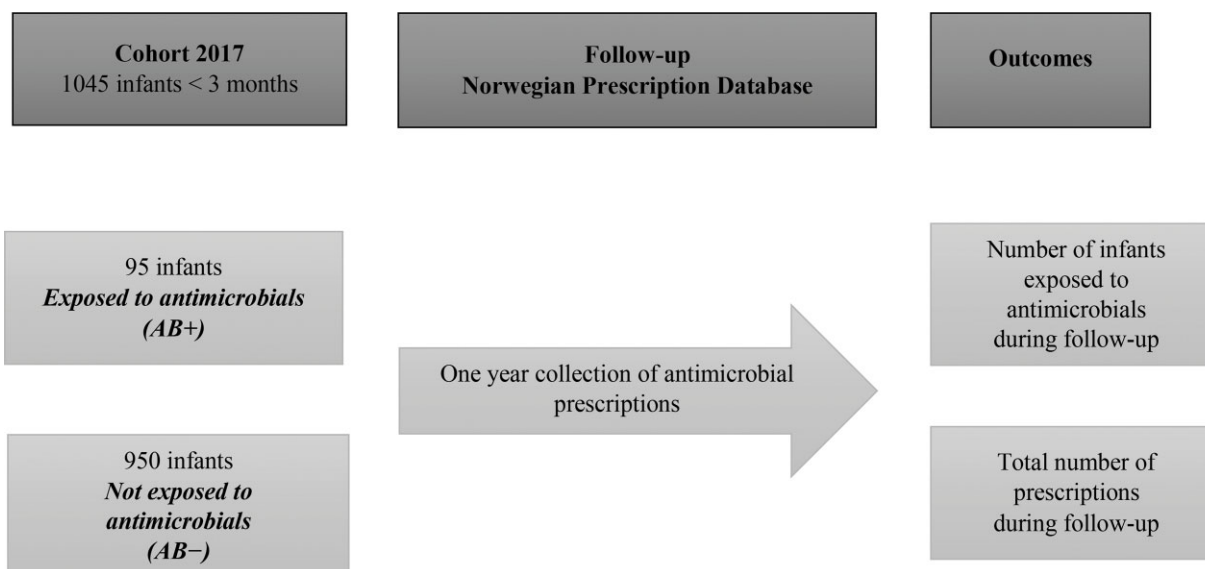 Cohort 2017
1045 infants < 3 months
Follow-up
Norwegian Prescription Database
Outcomes
95 infants
Exposed to antimicrobials
(AB+)
950 infants
Not exposed to
antimicrobials
(AB−)
One year collection of antimicrobial
prescriptions
Number of infants
exposed to
antimicrobials
during follow-up
Total number of
prescriptions
during follow-up